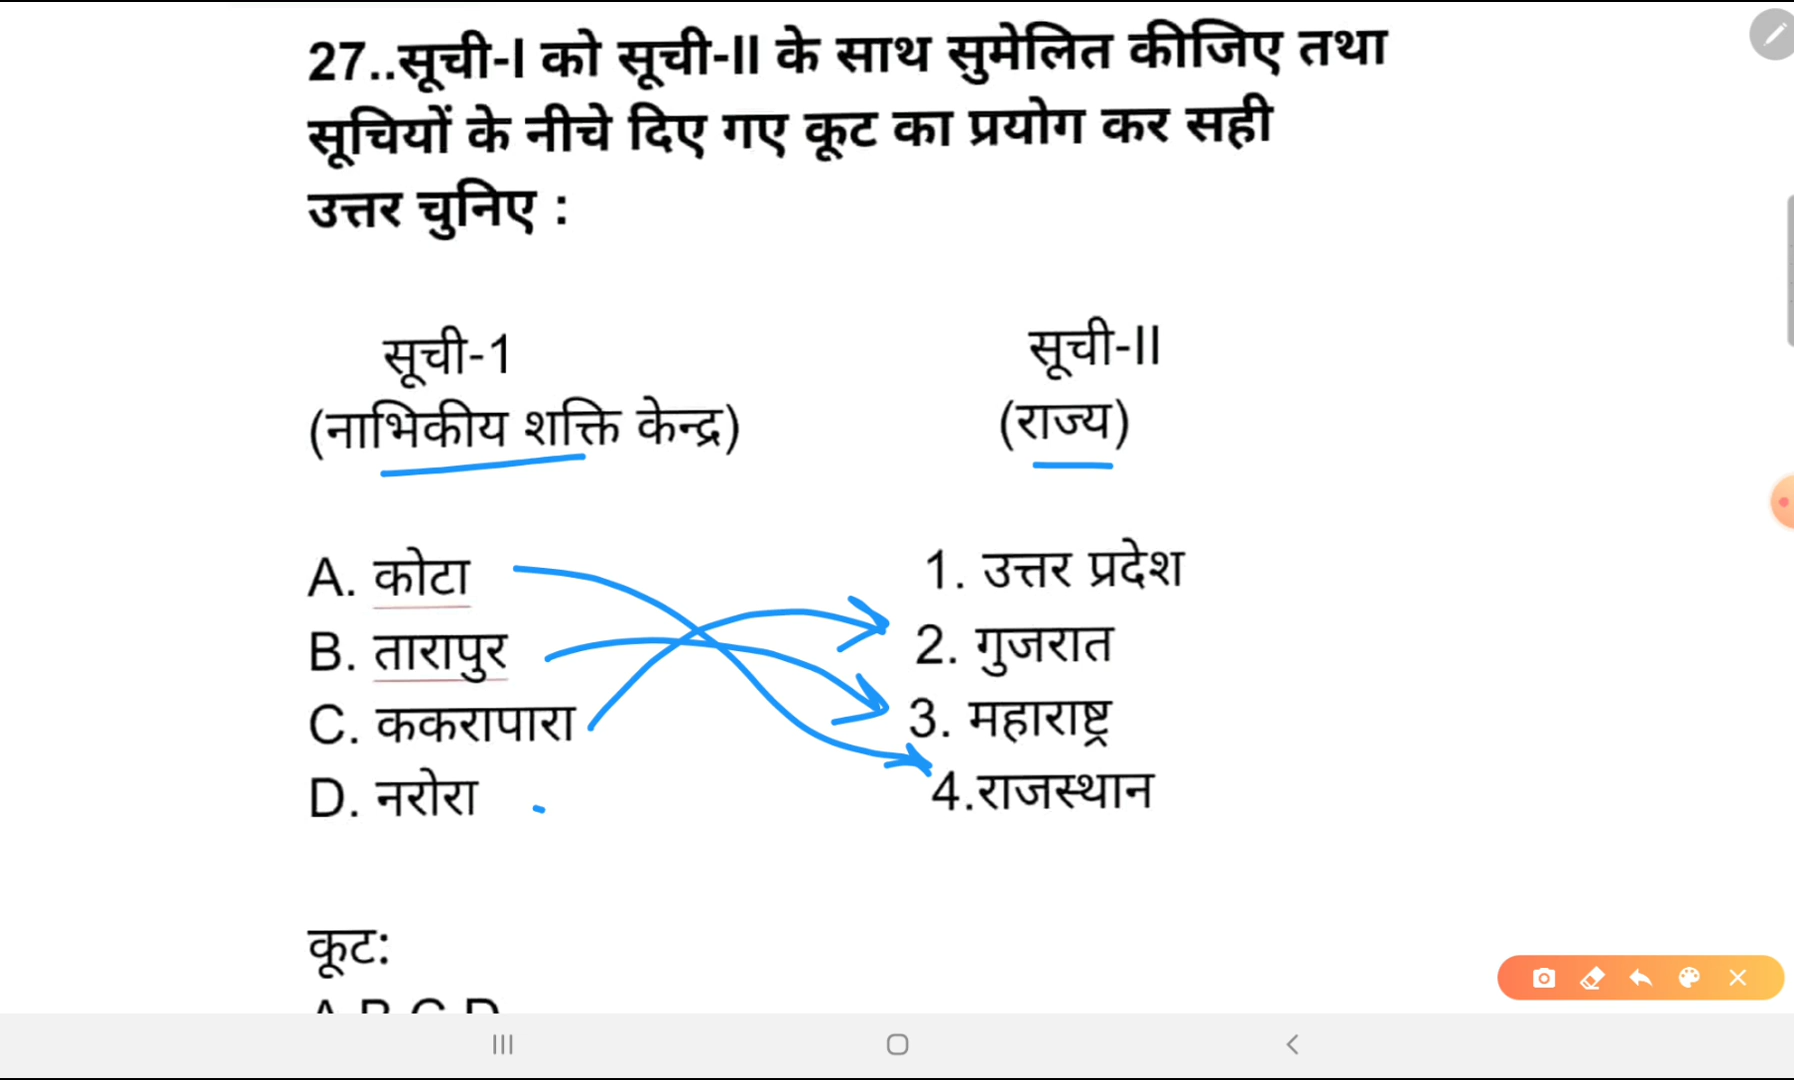 27..सूची-I को सूची-II के साथ सुमेलित कीजिए तथा
सूचियों के नीचे दिए गए कूट का प्रयोग कर सही
उत्तर चुनिए :
सूची-1 सूची-II
(नाभिकीय शक्ति केन्द्र) (राज्य)
A. कोटा 1. उत्तर प्रदेश
B. तारापुर 2. गुजरात
C. ककरापारा 3. महाराष्ट्र
D. नरोरा 4.राजस्थान
कूट:
A B C D